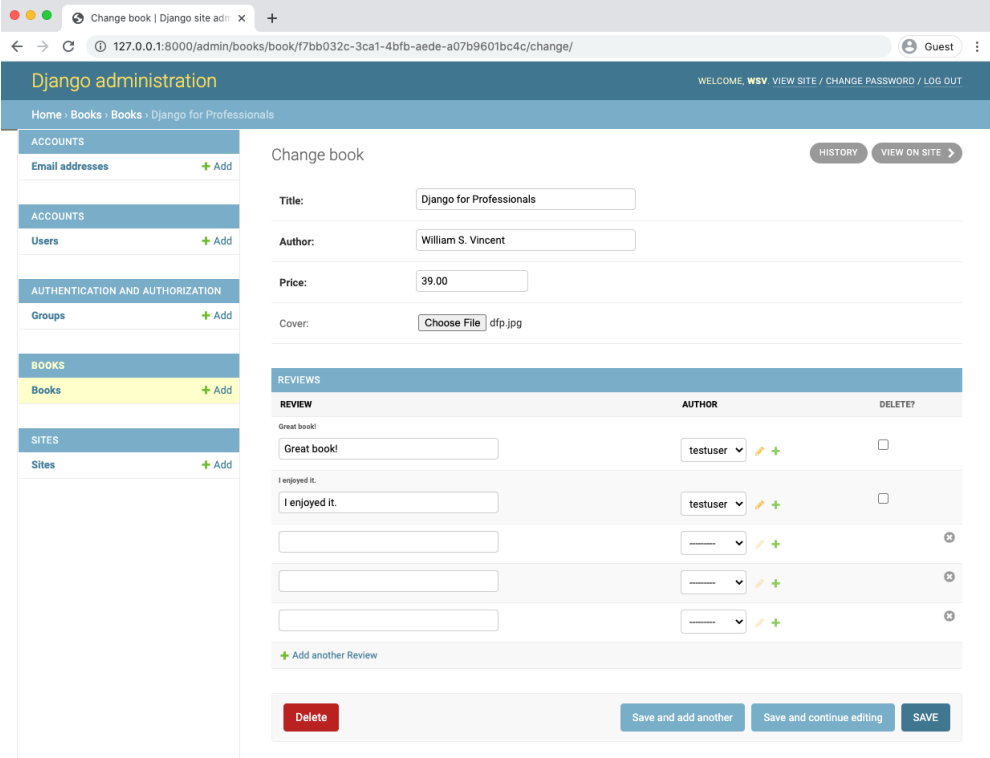 Change book | Django site adm
127.0.0.1:8000/admin/books/book/f7bb032c-3ca1-4bfb-aede-a07b9601bc4c/change/
Guest
Django administration
WELCOME, WSV. VIEW SITE / CHANGE PASSWORD / LOG OUT
Home › Books › Books › Django for Professionals
ACCOUNTS
Email addresses
+ Add
ACCOUNTS
Users
+ Add
AUTHENTICATION AND AUTHORIZATION
Groups
+ Add
BOOKS
Books
+ Add
SITES
Sites
+ Add
Change book
HISTORY
VIEW ON SITE
Title:
Django for Professionals
Author:
William S. Vincent
Price:
39.00
Cover:
Choose File dfp.jpg
REVIEWS
REVIEW
AUTHOR
DELETE?
Great book!
Great book!
testuser
I enjoyed it.
I enjoyed it.
testuser
---------
---------
---------
+ Add another Review
Delete
Save and add another
Save and continue editing
SAVE